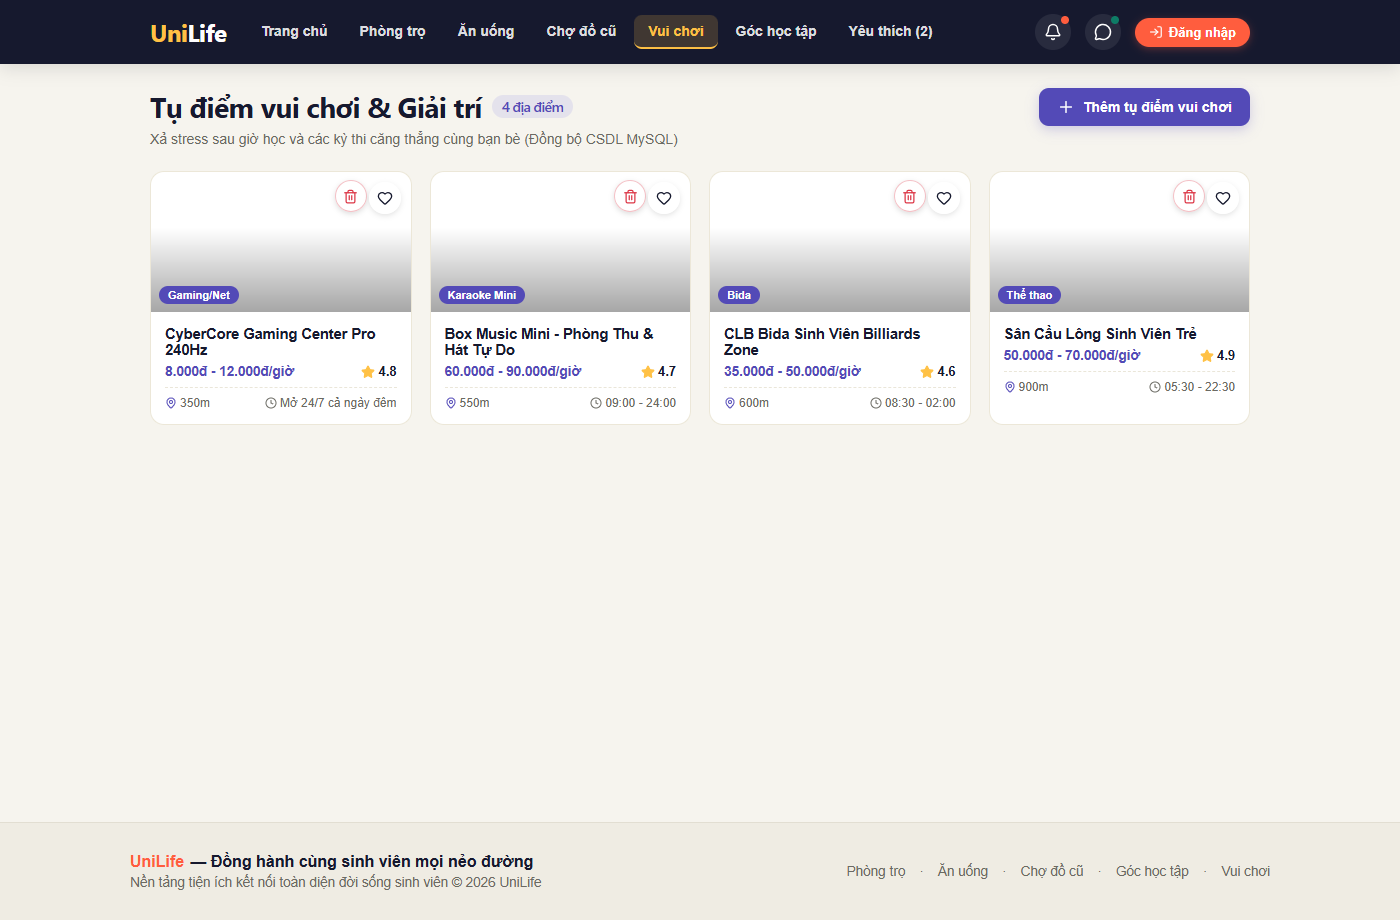 UniLife Trang chủ Phòng trọ Ăn uống Chợ đồ cũ Vui chơi Góc học tập Yêu thích (2) Đăng nhập
Tụ điểm vui chơi & Giải trí 4 địa điểm
Thêm tụ điểm vui chơi
Xả stress sau giờ học và các kỳ thi căng thẳng cùng bạn bè (Đồng bộ CSDL MySQL)
Gaming/Net
CyberCore Gaming Center Pro
240Hz
8.000đ - 12.000đ/giờ 4.8
350m Mở 24/7 cả ngày đêm
Karaoke Mini
Box Music Mini - Phòng Thu &
Hát Tự Do
60.000đ - 90.000đ/giờ 4.7
550m 09:00 - 24:00
Bida
CLB Bida Sinh Viên Billiards
Zone
35.000đ - 50.000đ/giờ 4.6
600m 08:30 - 02:00
Thể thao
Sân Cầu Lông Sinh Viên Trẻ
50.000đ - 70.000đ/giờ 4.9
900m 05:30 - 22:30
UniLife — Đồng hành cùng sinh viên mọi nẻo đường
Nền tảng tiện ích kết nối toàn diện đời sống sinh viên © 2026 UniLife
Phòng trọ · Ăn uống · Chợ đồ cũ · Góc học tập · Vui chơi